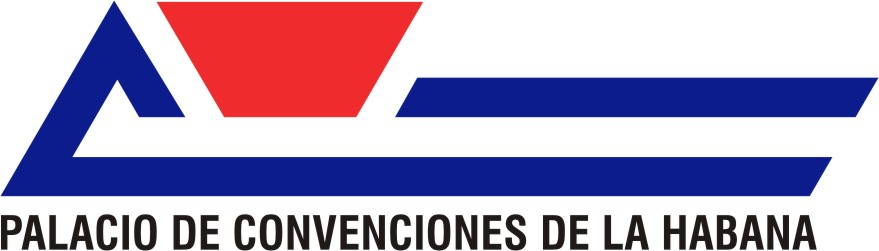 PALACIO DE CONVENCIONES DE LA HABANA